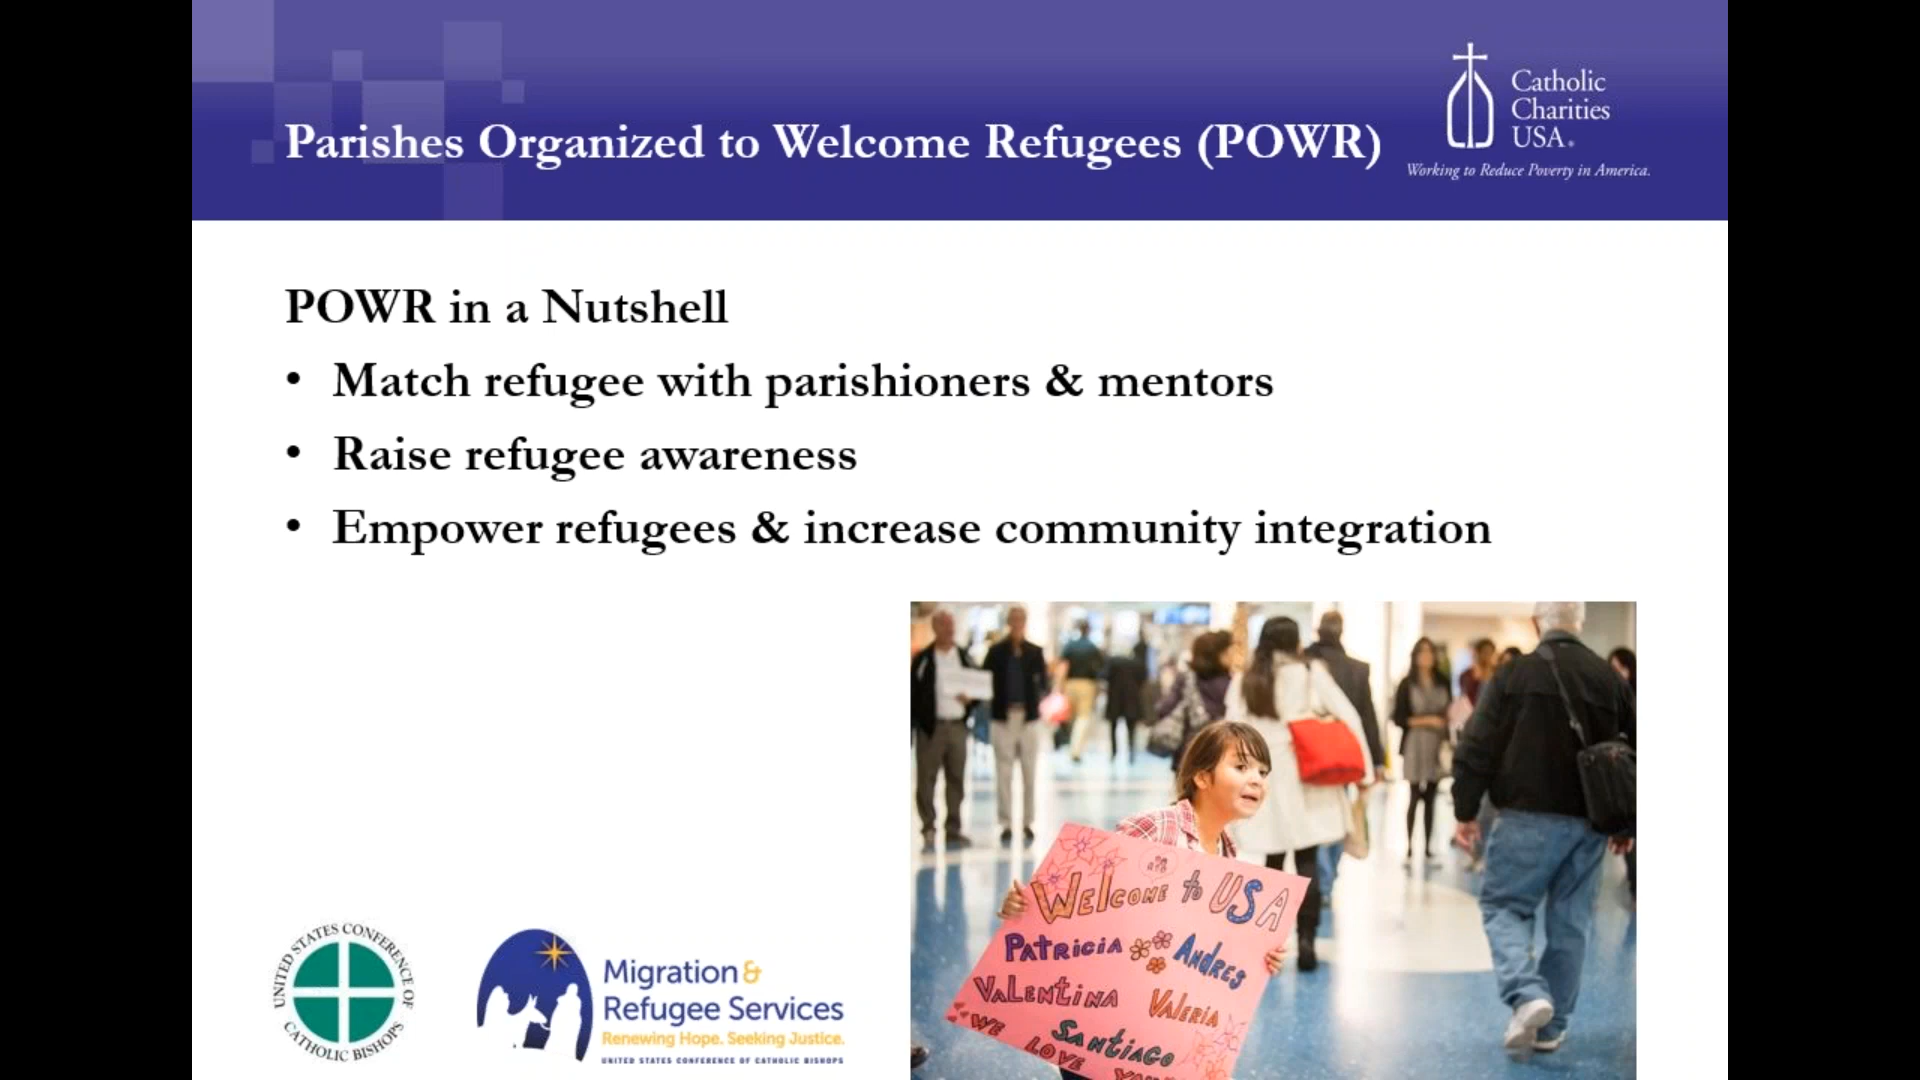 Parishes Organized to Welcome Refugees (POWR)
Catholic
Charities
USA.
Working to Reduce Poverty in America.
POWR in a Nutshell
• Match refugee with parishioners & mentors
• Raise refugee awareness
• Empower refugees & increase community integration
WELCOME to USA
PATRICIA ANDRES
VALENTINA VALERIA
WE SANTIAGO
LOVE YOU
UNITED STATES CONFERENCE OF
CATHOLIC BISHOPS
Migration &
Refugee Services
Renewing Hope. Seeking Justice.
UNITED STATES CONFERENCE OF CATHOLIC BISHOPS